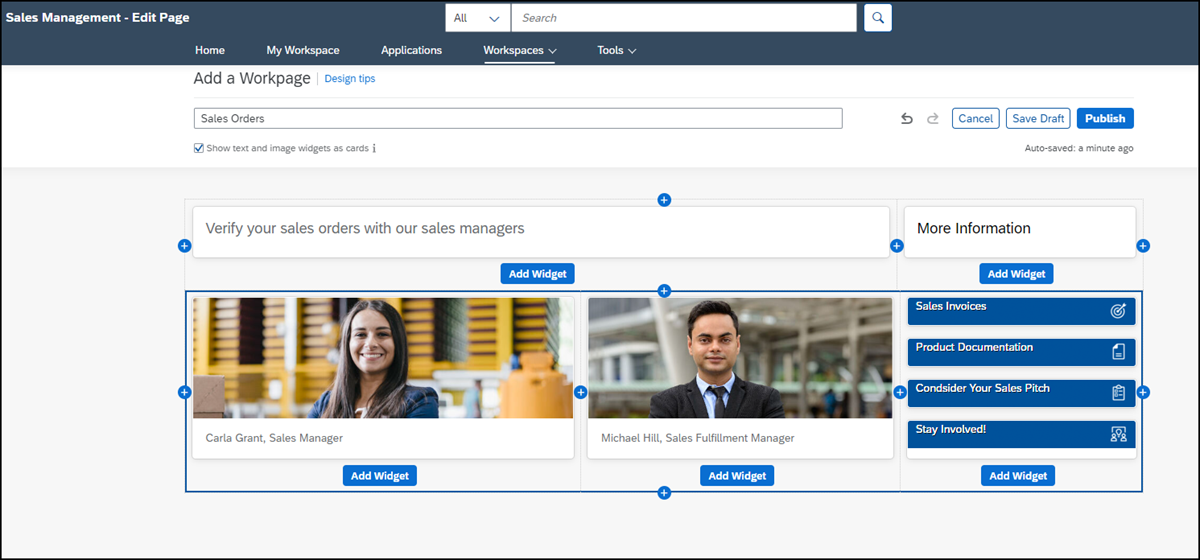 Sales Management - Edit Page
All
Search
Home
My Workspace
Applications
Workspaces
Tools
Add a Workpage
Design tips
Sales Orders
Cancel
Save Draft
Publish
Show text and image widgets as cards i
Auto-saved: a minute ago
Verify your sales orders with our sales managers
More Information
Add Widget
Add Widget
Sales Invoices
Product Documentation
Condsider Your Sales Pitch
Stay Involved!
Carla Grant, Sales Manager
Michael Hill, Sales Fulfillment Manager
Add Widget
Add Widget
Add Widget